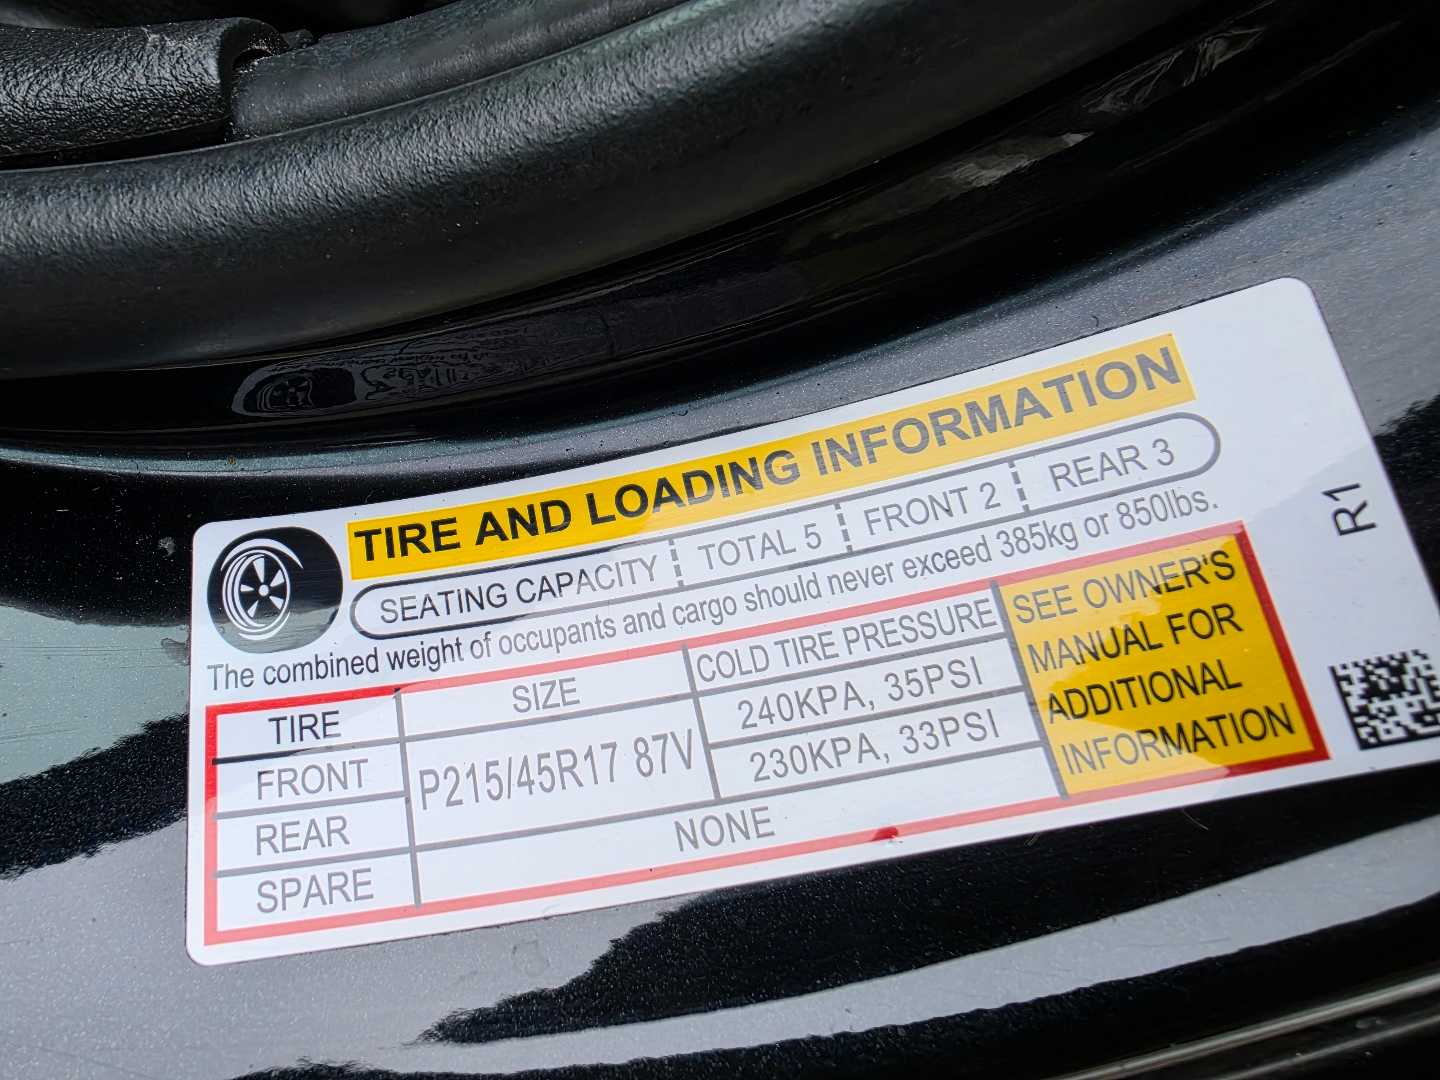 TIRE AND LOADING INFORMATION
SEATING CAPACITY TOTAL 5 FRONT 2 REAR 3
The combined weight of occupants and cargo should never exceed 385kg or 850lbs.
TIRE SIZE COLD TIRE PRESSURE
FRONT P215/45R17 87V 240KPA, 35PSI
REAR 230KPA, 33PSI
SPARE NONE
SEE OWNER'S
MANUAL FOR
ADDITIONAL
INFORMATION
R1